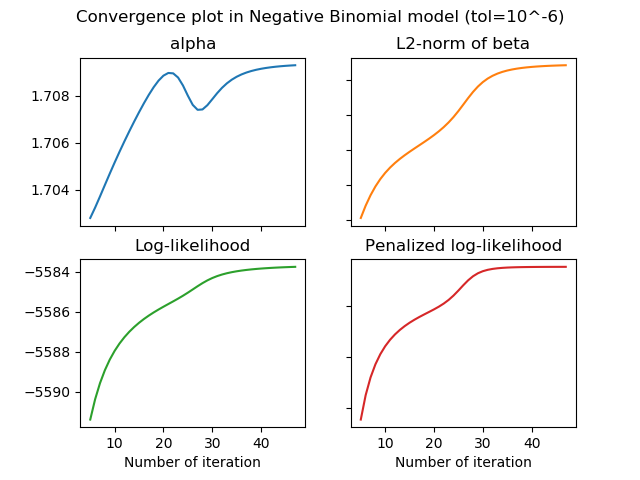 Convergence plot in Negative Binomial model (tol=10^-6)
alpha
L2-norm of beta
1.708
1.706
1.704
Log-likelihood
Penalized log-likelihood
−5584
−5586
−5588
−5590
10 20 30 40
10 20 30 40
Number of iteration
Number of iteration